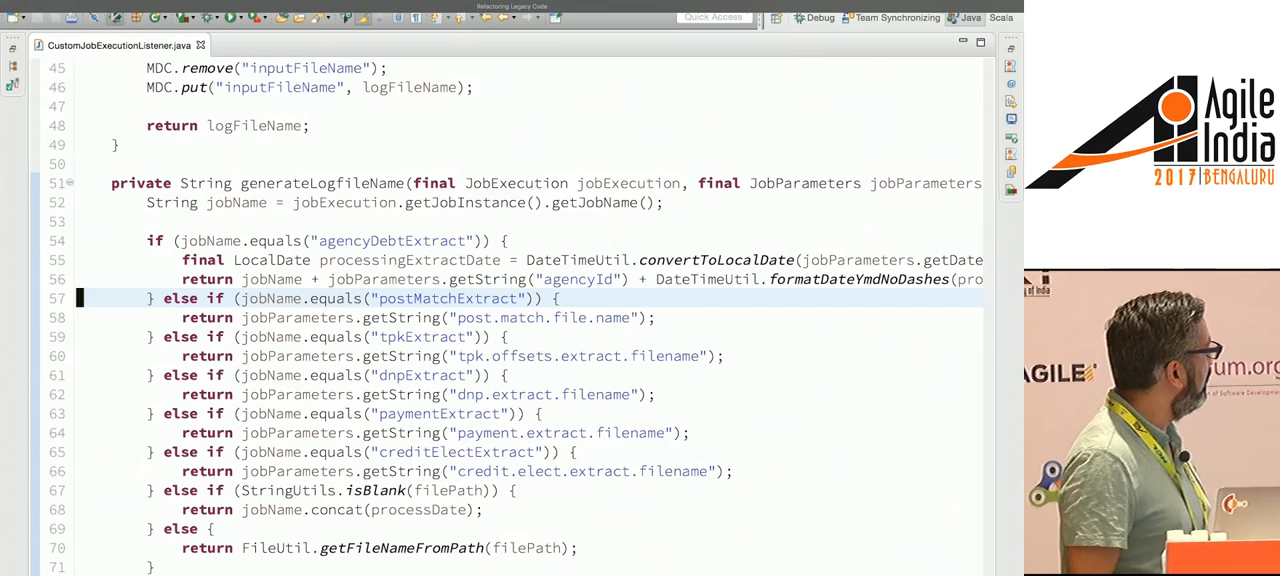 Refactoring Legacy Code
Quick Access
Debug
Team Synchronizing
Java
Scala
CustomJobExecutionListener.java
45 MDC.remove("inputFileName");
46 MDC.put("inputFileName", logFileName);
47
48 return logFileName;
49 }
50
51 private String generateLogfileName(final JobExecution jobExecution, final JobParameters jobParameters
52 String jobName = jobExecution.getJobInstance().getJobName();
53
54 if (jobName.equals("agencyDebtExtract")) {
55 final LocalDate processingExtractDate = DateTimeUtil.convertToLocalDate(jobParameters.getDate
56 return jobName + jobParameters.getString("agencyId") + DateTimeUtil.formatDateYmdNoDashes(pro
57 } else if (jobName.equals("postMatchExtract")) {
58 return jobParameters.getString("post.match.file.name");
59 } else if (jobName.equals("tpkExtract")) {
60 return jobParameters.getString("tpk.offsets.extract.filename");
61 } else if (jobName.equals("dnpExtract")) {
62 return jobParameters.getString("dnp.extract.filename");
63 } else if (jobName.equals("paymentExtract")) {
64 return jobParameters.getString("payment.extract.filename");
65 } else if (jobName.equals("creditElectExtract")) {
66 return jobParameters.getString("credit.elect.extract.filename");
67 } else if (StringUtils.isBlank(filePath)) {
68 return jobName.concat(processDate);
69 } else {
70 return FileUtil.getFileNameFromPath(filePath);
71 }
Agile
India
2017 | BENGALURU
AGILE
um.org